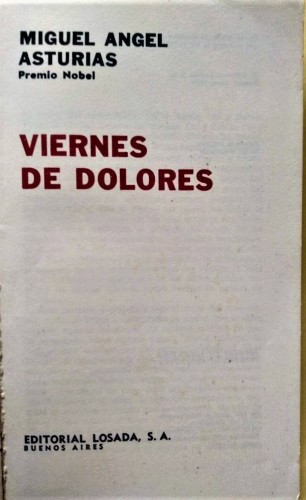 MIGUEL ANGEL
ASTURIAS
Premio Nobel
VIERNES
DE DOLORES
EDITORIAL LOSADA, S. A.
BUENOS AIRES